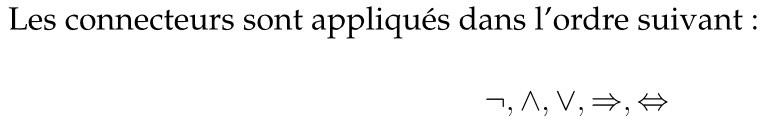 Les connecteurs sont appliqués dans l’ordre suivant :
¬, ∧, ∨, ⇒, ⇔